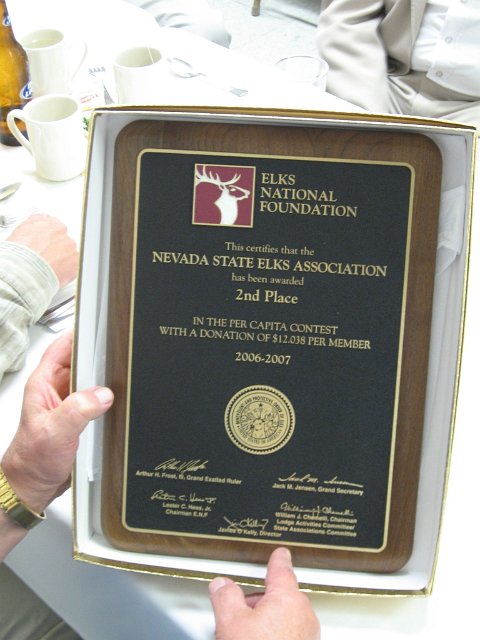 ELKS
NATIONAL
FOUNDATION
This certifies that the
NEVADA STATE ELKS ASSOCIATION
has been awarded
2nd Place
IN THE PER CAPITA CONTEST
WITH A DONATION OF $12.038 PER MEMBER
2006-2007
Arthur H. Frost, III, Grand Exalted Ruler
Jack M. Jensen, Grand Secretary
Lester C. Hess, Jr.
Chairman E.N.F.
William J. Chamelli, Chairman
Lodge Activities Committee/
State Associations Committee
James O'Kelly, Director